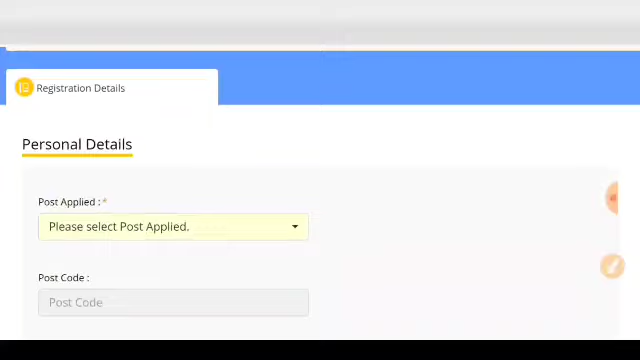 Registration Details
Personal Details
Post Applied :*
Please select Post Applied.
Post Code :
Post Code